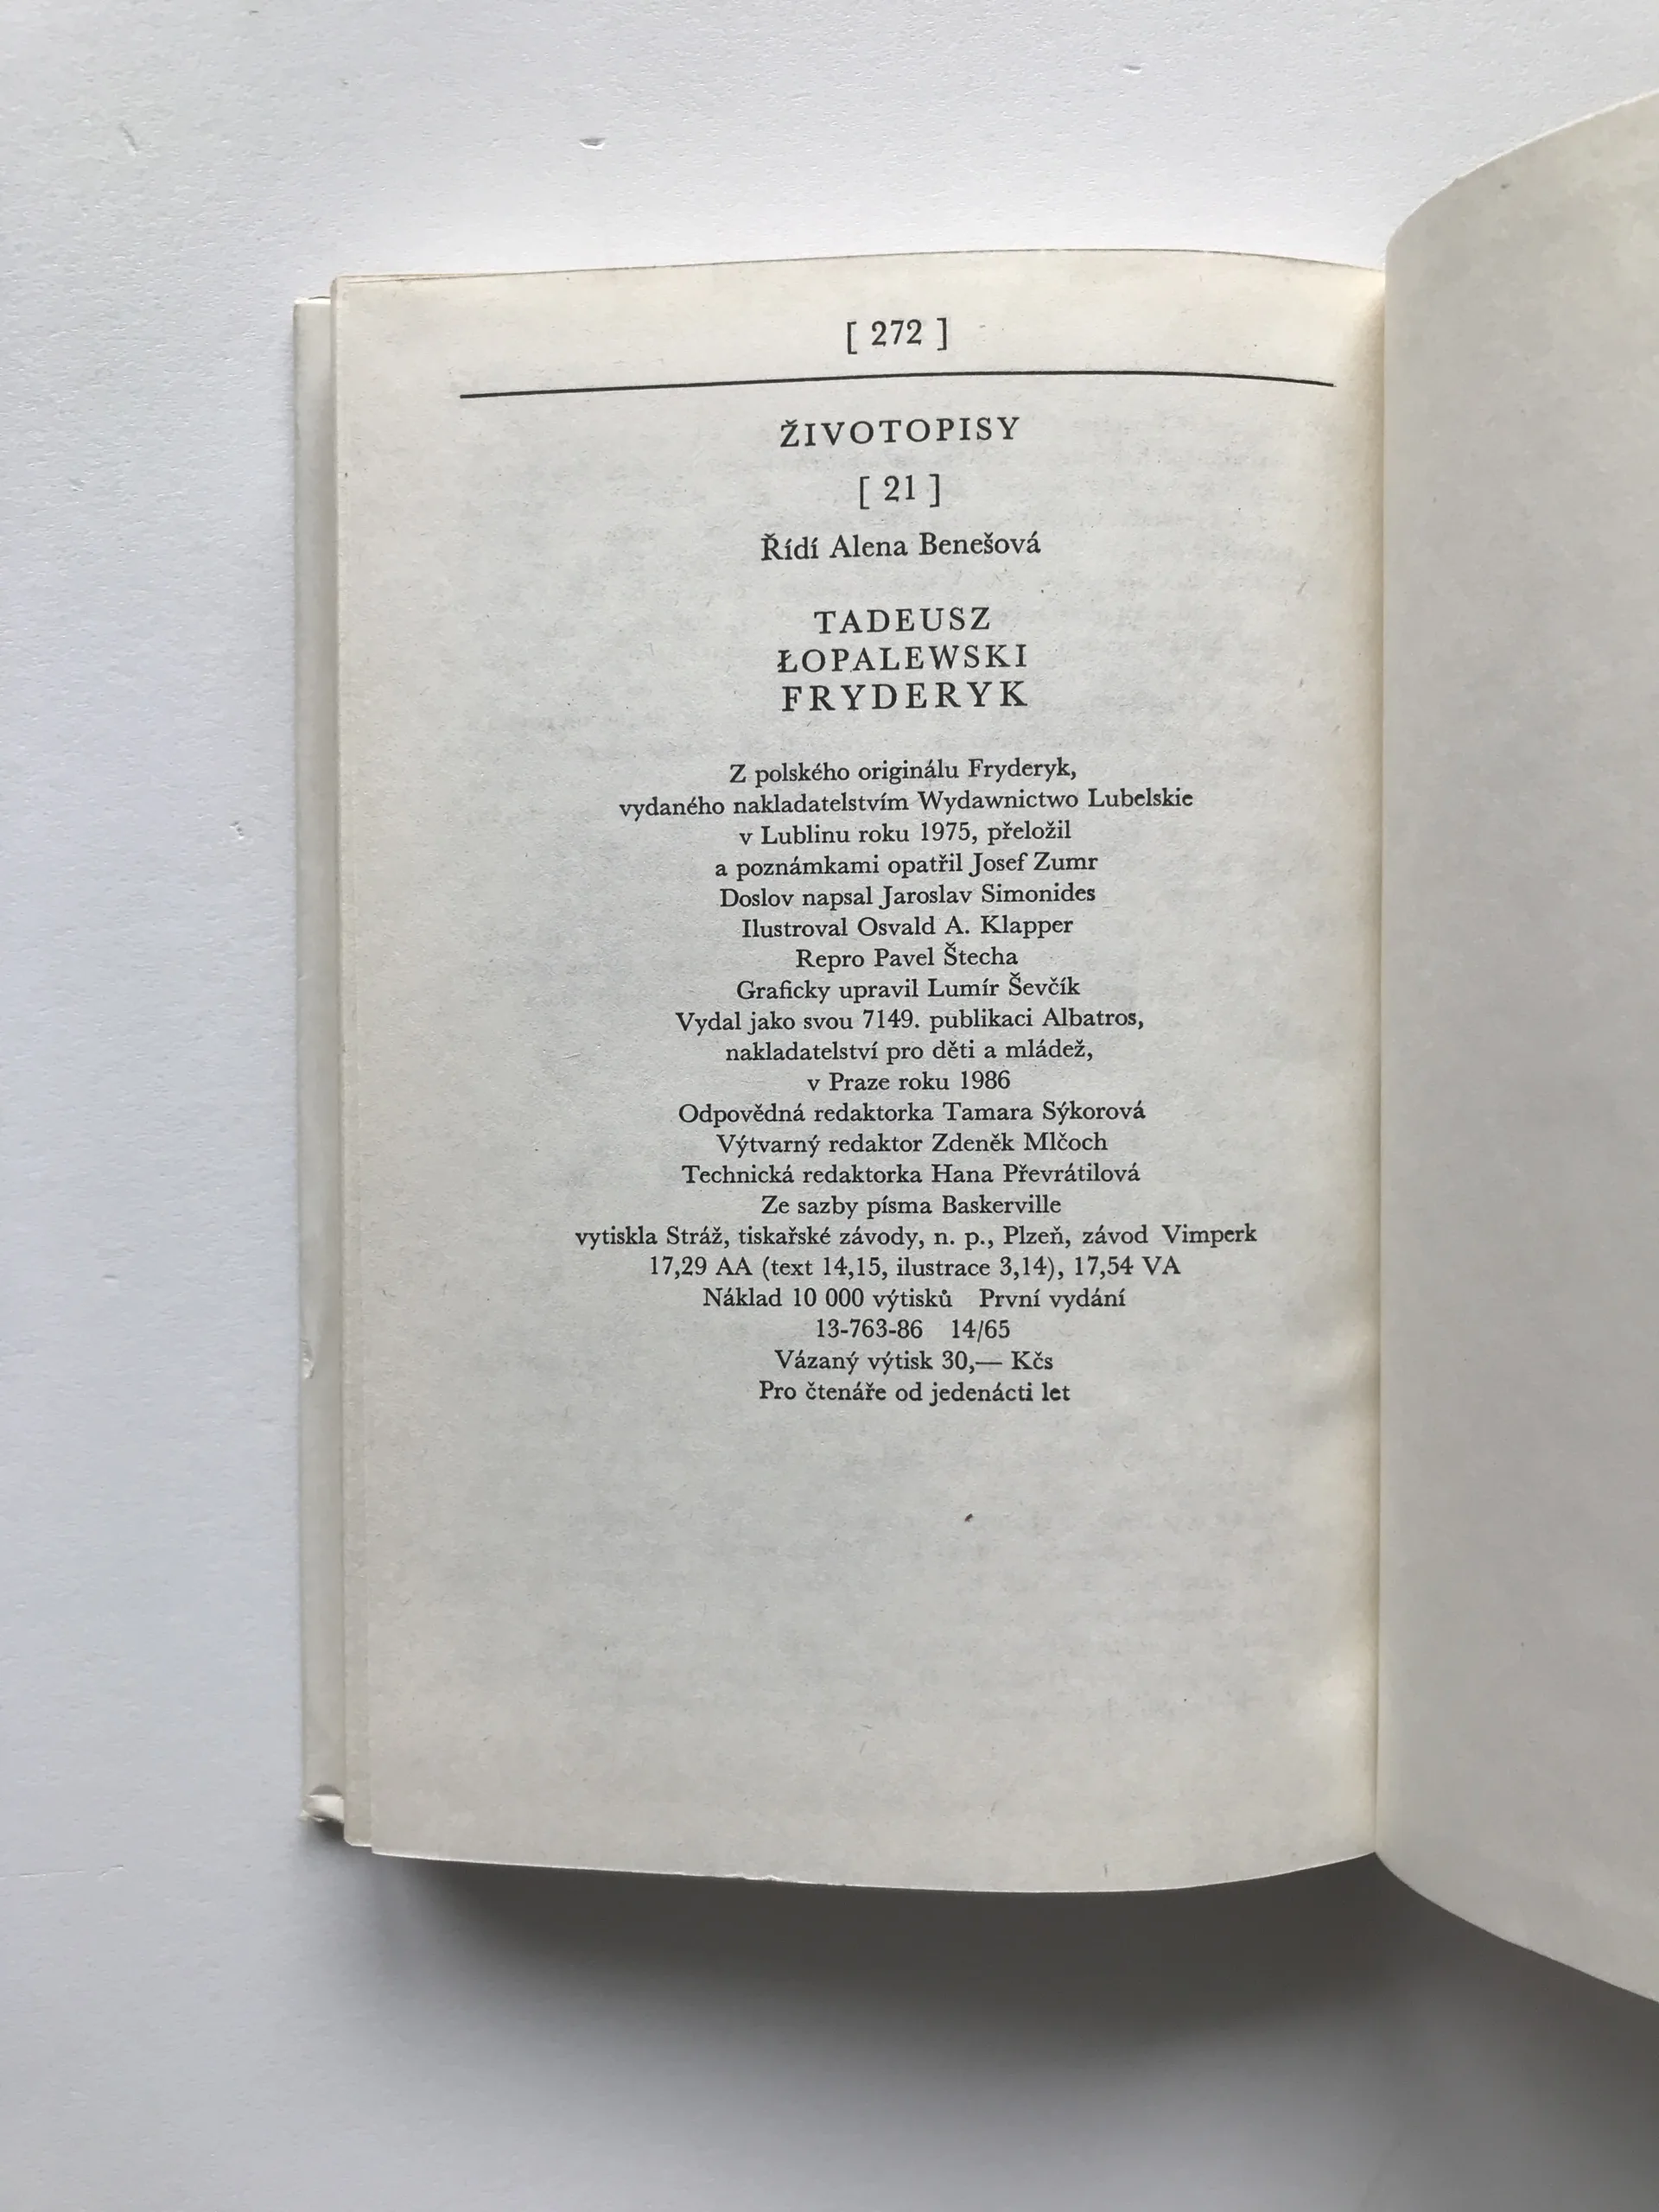 [ 272 ]
ŽIVOTOPISY
[ 21 ]
Řídí Alena Benešová
TADEUSZ
ŁOPALEWSKI
FRYDERYK
Z polského originálu Fryderyk,
vydaného nakladatelstvím Wydawnictwo Lubelskie
v Lublinu roku 1975, přeložil
a poznámkami opatřil Josef Zumr
Doslov napsal Jaroslav Simonides
Ilustroval Osvald A. Klapper
Repro Pavel Štecha
Graficky upravil Lumír Ševčík
Vydal jako svou 7149. publikaci Albatros,
nakladatelství pro děti a mládež,
v Praze roku 1986
Odpovědná redaktorka Tamara Sýkorová
Výtvarný redaktor Zdeněk Mlčoch
Technická redaktorka Hana Převrátilová
Ze sazby písma Baskerville
vytiskla Stráž, tiskařské závody, n. p., Plzeň, závod Vimperk
17,29 AA (text 14,15, ilustrace 3,14), 17,54 VA
Náklad 10 000 výtisků První vydání
13-763-86 14/65
Vázaný výtisk 30,— Kčs
Pro čtenáře od jedenácti let